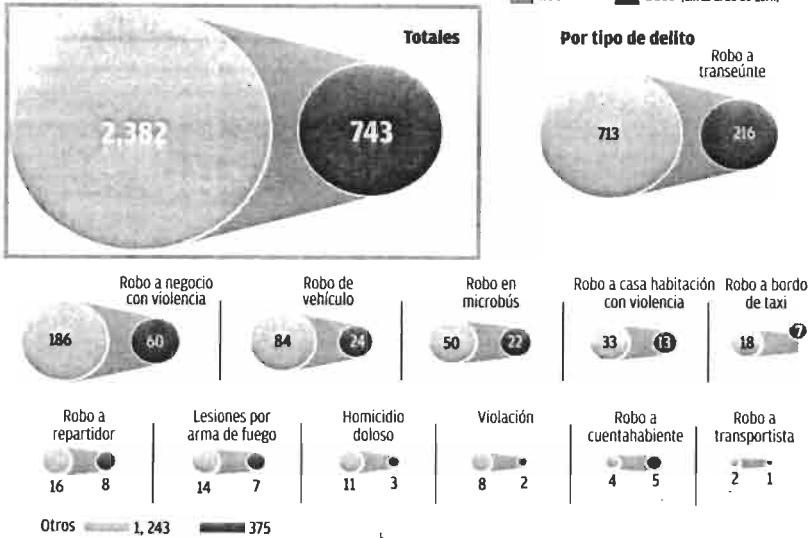 Totales
2,382
743
Por tipo de delito
Robo a
transeúnte
713
216
Robo a negocio
con violencia
186
60
Robo de
vehículo
84
24
Robo en
microbús
50
22
Robo a casa habitación
con violencia
33
13
Robo a bordo
de taxi
18
7
Robo a
repartidor
16 8
Lesiones por
arma de fuego
14 7
Homicidio
doloso
11 3
Violación
8 2
Robo a
cuentahabiente
4 5
Robo a
transportista
2 1
Otros 1, 243 375